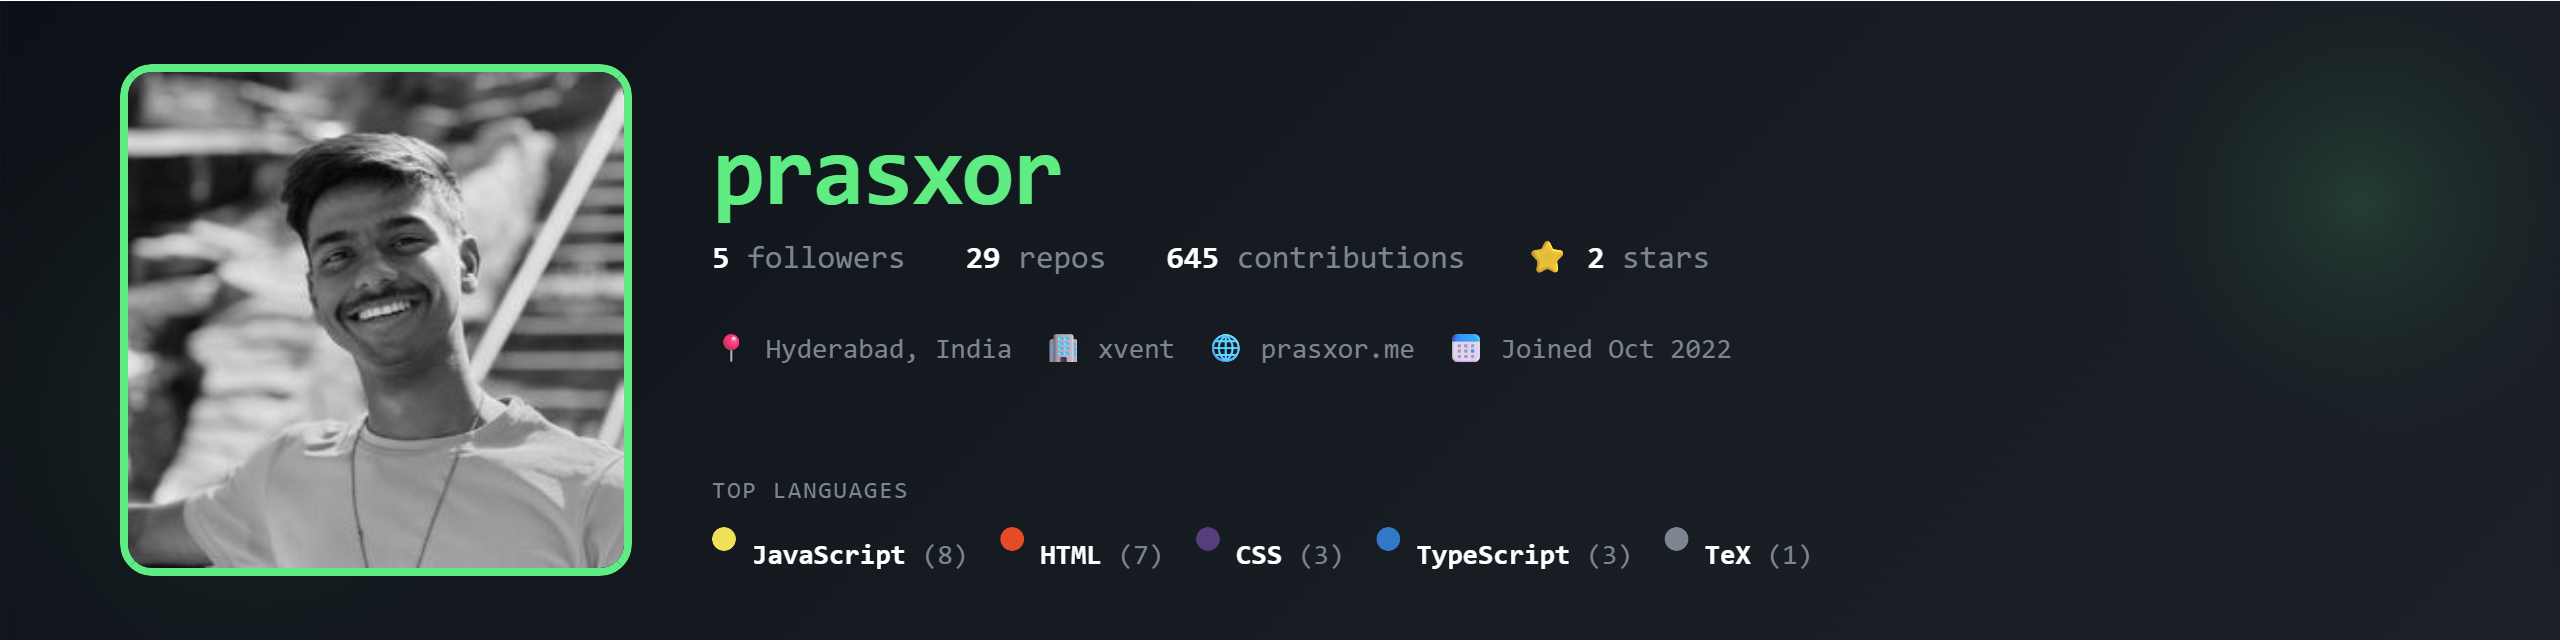 prasxor
5 followers 29 repos 645 contributions ⭐ 2 stars
📍 Hyderabad, India 🏢 xvent 🌐 prasxor.me 📅 Joined Oct 2022
TOP LANGUAGES
JavaScript (8) HTML (7) CSS (3) TypeScript (3) TeX (1)